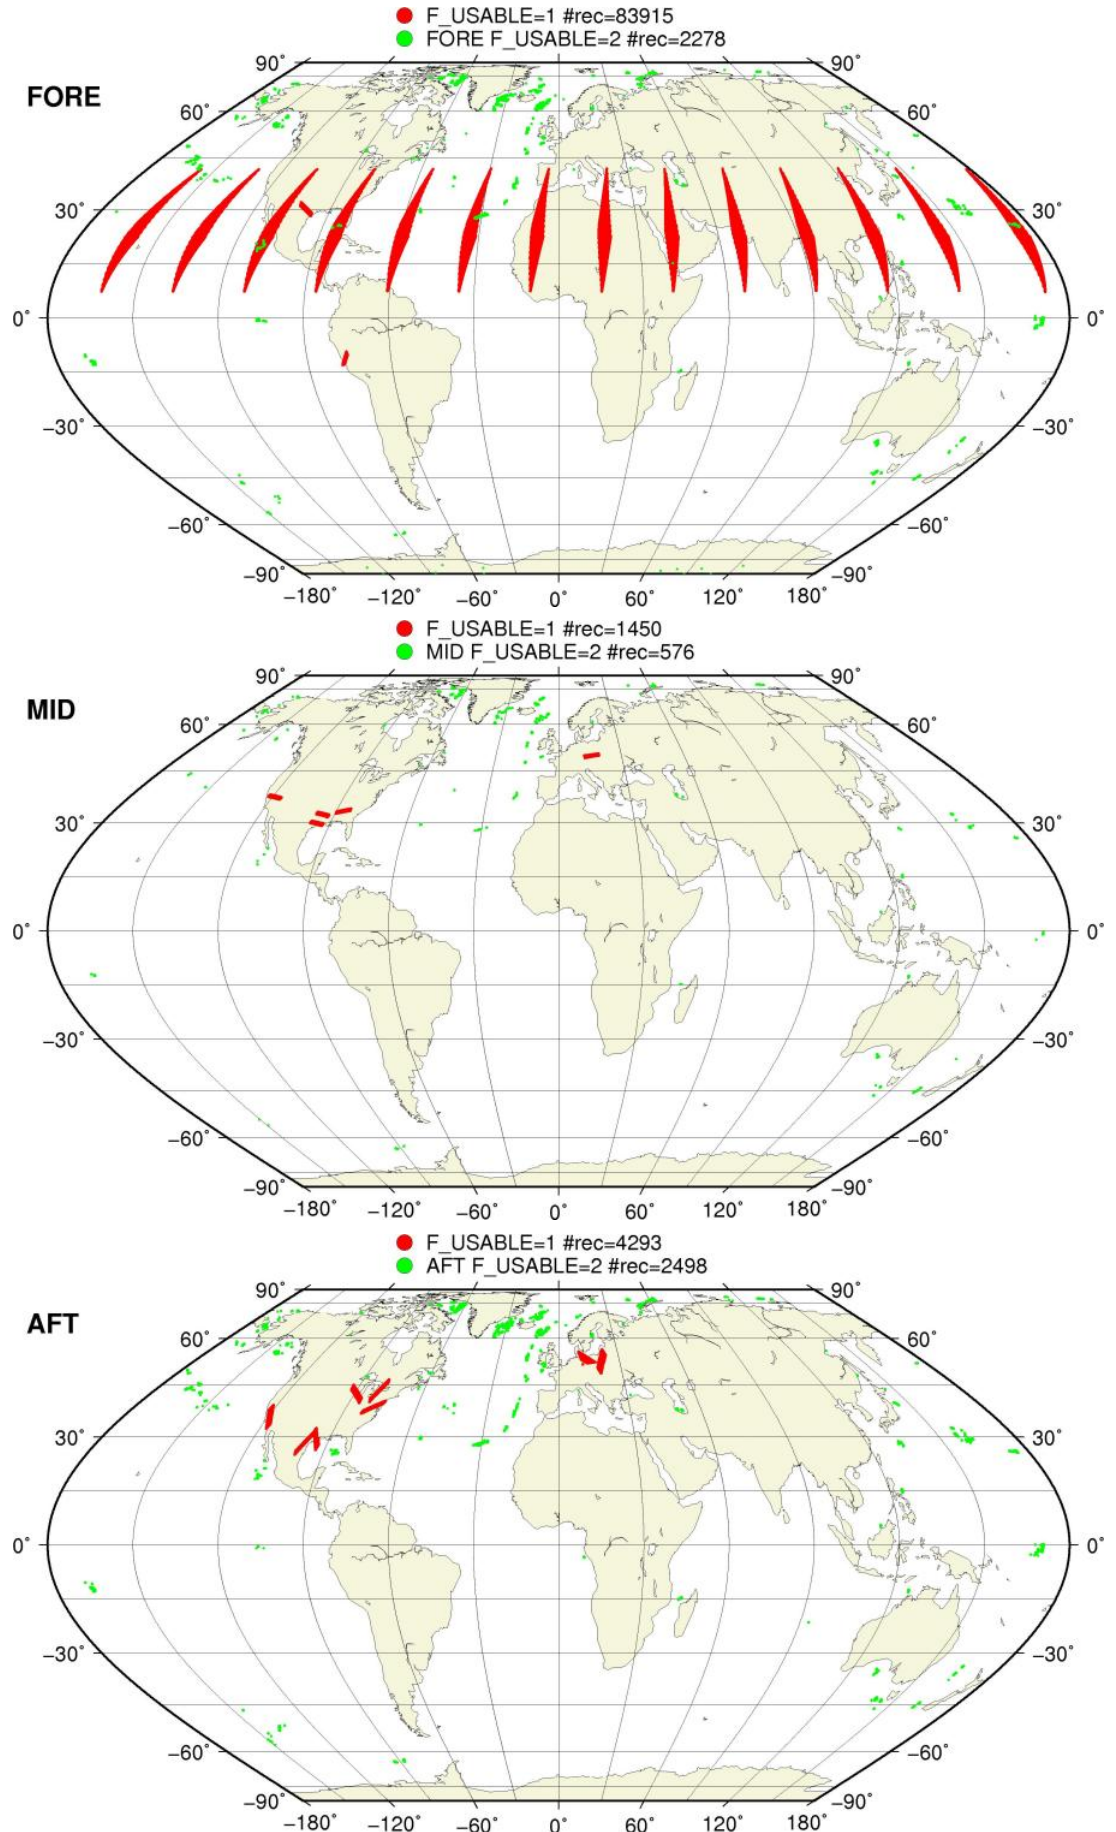 F_USABLE=1 #rec=83915
FORE F_USABLE=2 #rec=2278
FORE
90˚ 90˚
60˚ 60˚
30˚ 30˚
0˚ 0˚
−30˚ −30˚
−60˚ −60˚
−90˚ −90˚
−180˚ −120˚ −60˚ 0˚ 60˚ 120˚ 180˚
F_USABLE=1 #rec=1450
MID F_USABLE=2 #rec=576
MID
90˚ 90˚
60˚ 60˚
30˚ 30˚
0˚ 0˚
−30˚ −30˚
−60˚ −60˚
−90˚ −90˚
−180˚ −120˚ −60˚ 0˚ 60˚ 120˚ 180˚
F_USABLE=1 #rec=4293
AFT F_USABLE=2 #rec=2498
AFT
90˚ 90˚
60˚ 60˚
30˚ 30˚
0˚ 0˚
−30˚ −30˚
−60˚ −60˚
−90˚ −90˚
−180˚ −120˚ −60˚ 0˚ 60˚ 120˚ 180˚